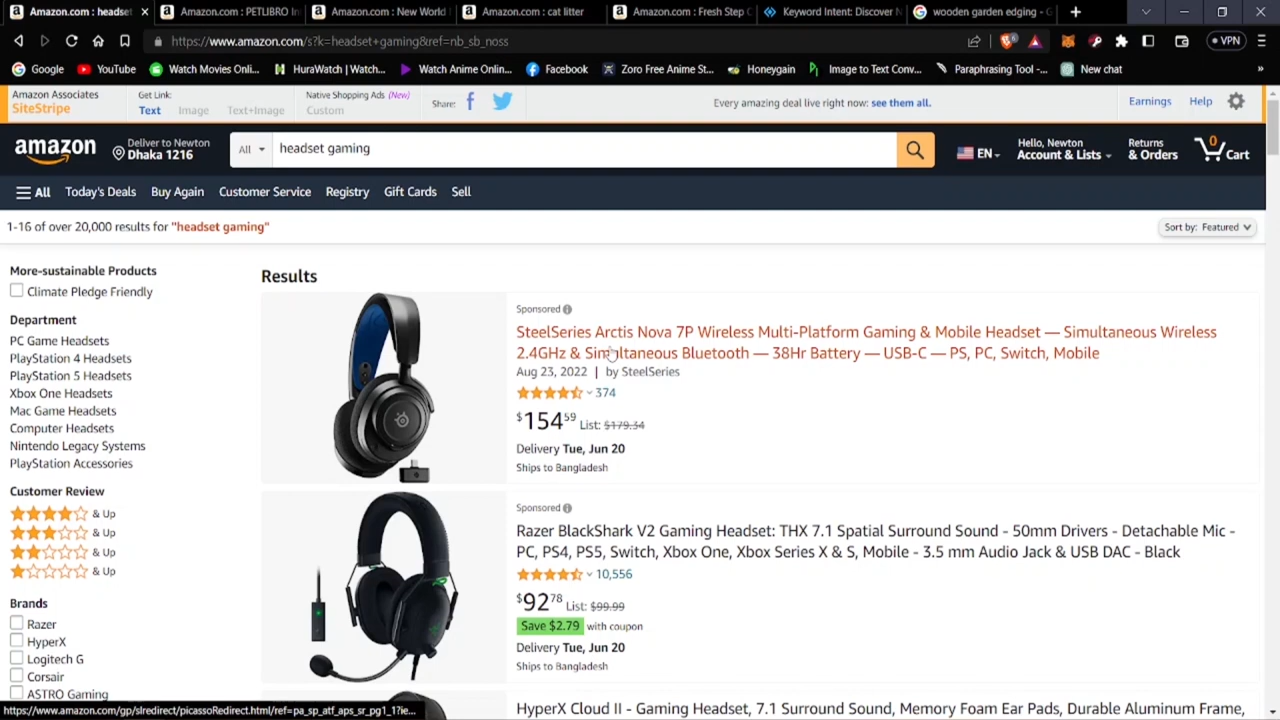 Amazon.com: headset
Amazon.com : PETLIBRO In
Amazon.com : New World
Amazon.com : cat litter
Amazon.com : Fresh Step C
Keyword Intent: Discover N
wooden garden edging - G
https://www.amazon.com/s?k=headset+gaming&ref=nb_sb_noss
VPN
Google
YouTube
Watch Movies Onli...
HuraWatch | Watch...
Watch Anime Onlin...
Facebook
Zoro Free Anime St...
Honeygain
Image to Text Conv...
Paraphrasing Tool -...
New chat
»
Amazon Associates
SiteStripe
Get Link:
Text Image Text+Image
Native Shopping Ads (New)
Custom
Share:
Every amazing deal live right now: see them all.
Earnings
Help
amazon
Deliver to Newton
Dhaka 1216
All
headset gaming
EN
Hello, Newton
Account & Lists
Returns
& Orders
0
Cart
All
Today's Deals
Buy Again
Customer Service
Registry
Gift Cards
Sell
1-16 of over 20,000 results for "headset gaming"
Sort by: Featured
More-sustainable Products
Climate Pledge Friendly
Department
PC Game Headsets
PlayStation 4 Headsets
PlayStation 5 Headsets
Xbox One Headsets
Mac Game Headsets
Computer Headsets
Nintendo Legacy Systems
PlayStation Accessories
Customer Review
& Up
& Up
& Up
& Up
Brands
Razer
HyperX
Logitech G
Corsair
ASTRO Gaming
Results
Sponsored
SteelSeries Arctis Nova 7P Wireless Multi-Platform Gaming & Mobile Headset — Simultaneous Wireless
2.4GHz & Simultaneous Bluetooth — 38Hr Battery — USB-C — PS, PC, Switch, Mobile
Aug 23, 2022 | by SteelSeries
374
$154 59 List: $179.34
Delivery Tue, Jun 20
Ships to Bangladesh
Sponsored
Razer BlackShark V2 Gaming Headset: THX 7.1 Spatial Surround Sound - 50mm Drivers - Detachable Mic -
PC, PS4, PS5, Switch, Xbox One, Xbox Series X & S, Mobile - 3.5 mm Audio Jack & USB DAC - Black
10,556
$92 78 List: $99.99
Save $2.79 with coupon
Delivery Tue, Jun 20
Ships to Bangladesh
HyperX Cloud II - Gaming Headset, 7.1 Surround Sound, Memory Foam Ear Pads, Durable Aluminum Frame,
https://www.amazon.com/gp/slredirect/picassoRedirect.html/ref=pa_sp_atf_aps_sr_pg1_1?ie...